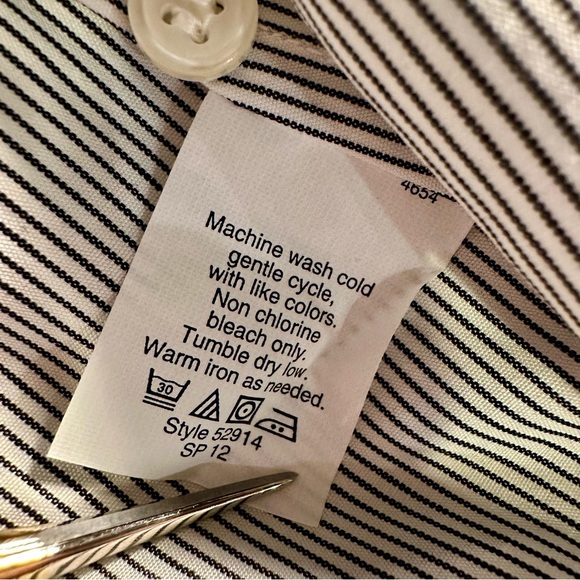 4654
Machine wash cold
gentle cycle,
with like colors.
Non chlorine
bleach only.
Tumble dry low.
Warm iron as needed.
30
Style 52914
SP 12